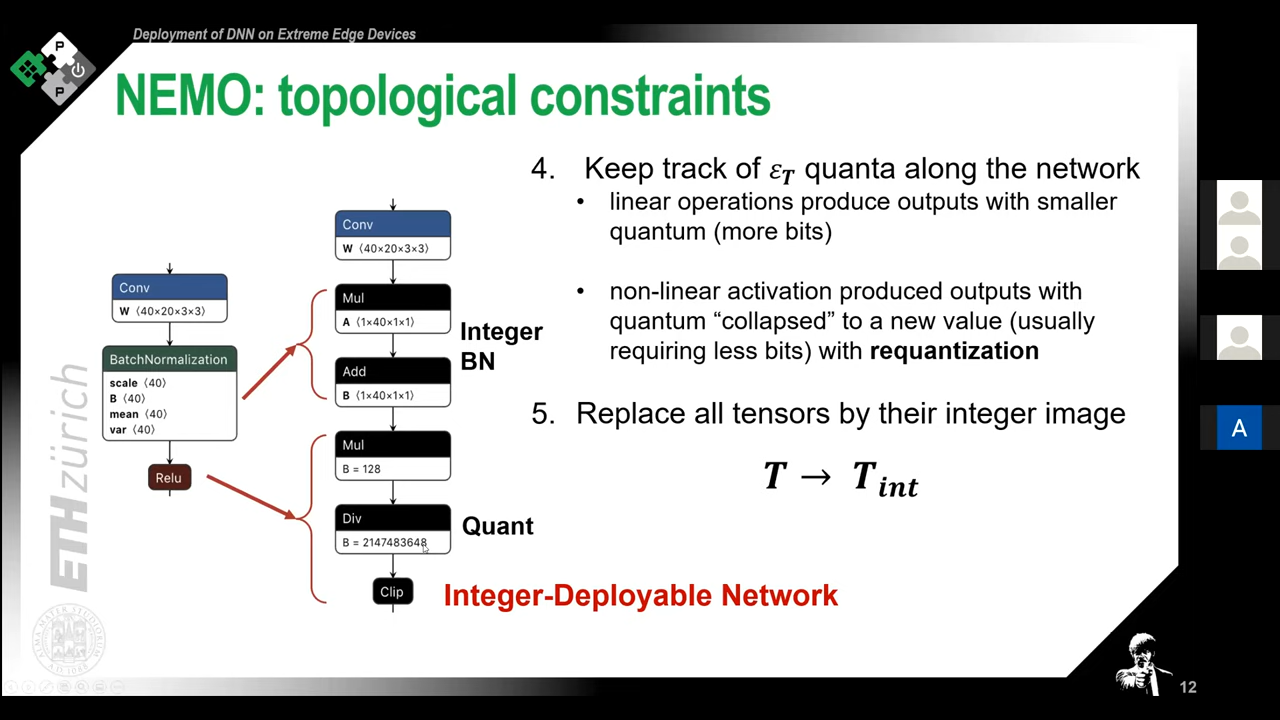 Deployment of DNN on Extreme Edge Devices
P
P
NEMO: topological constraints
4. Keep track of ε𝑇 quanta along the network
• linear operations produce outputs with smaller
quantum (more bits)
• non-linear activation produced outputs with
quantum “collapsed” to a new value (usually
requiring less bits) with requantization
5. Replace all tensors by their integer image
T → Tint
Conv
W ⟨40×20×3×3⟩
BatchNormalization
scale ⟨40⟩
B ⟨40⟩
mean ⟨40⟩
var ⟨40⟩
Relu
Conv
W ⟨40×20×3×3⟩
Mul
A ⟨1×40×1×1⟩
Add
B ⟨1×40×1×1⟩
Integer
BN
Mul
B = 128
Div
B = 2147483648
Quant
Clip
Integer-Deployable Network
ETH zürich
A
12